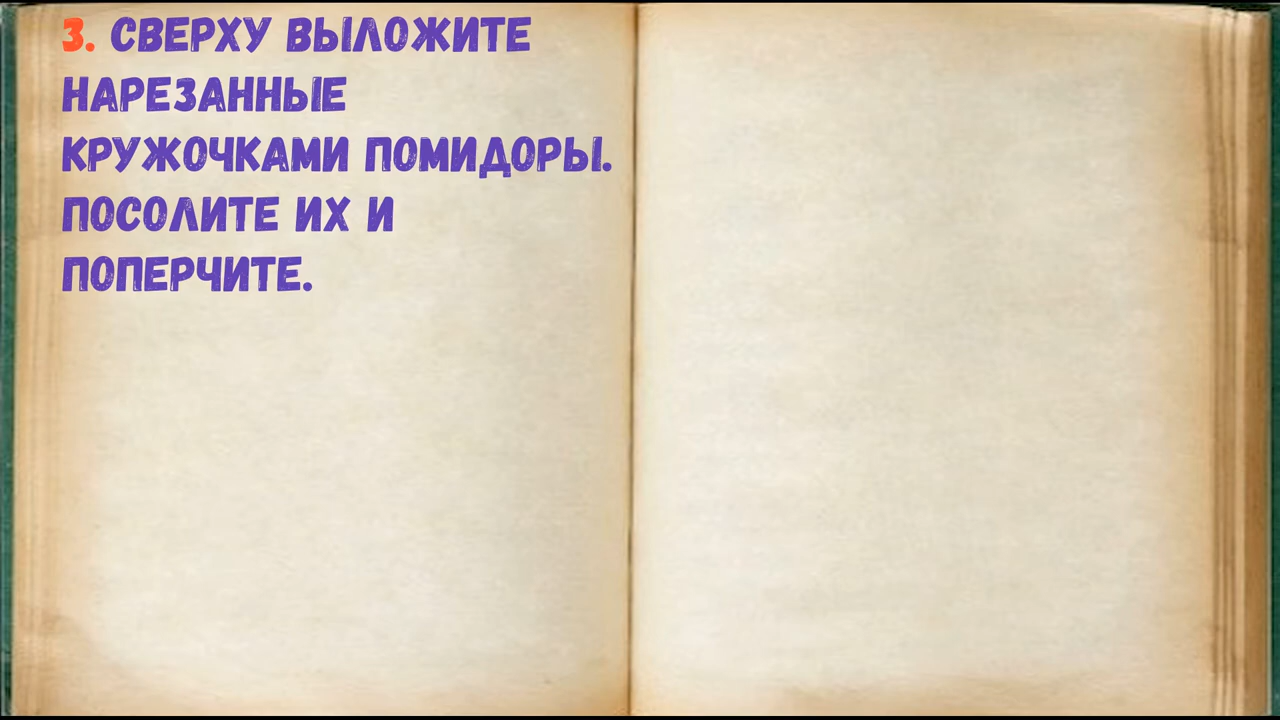 3. СВЕРХУ ВЫЛОЖИТЕ
НАРЕЗАННЫЕ
КРУЖОЧКАМИ ПОМИДОРЫ.
ПОСОЛИТЕ ИХ И
ПОПЕРЧИТЕ.